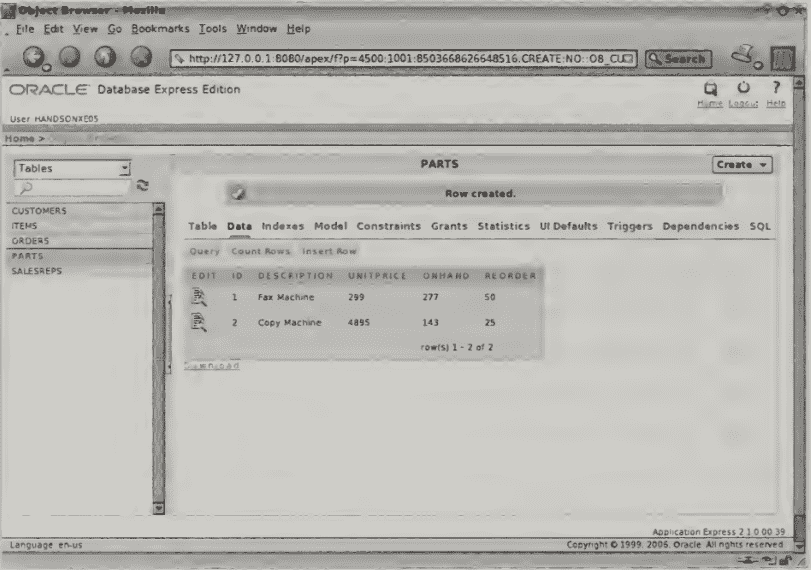 Object Browser - Mozilla
File Edit View Go Bookmarks Tools Window Help
http://127.0.0.1:8080/apex/f?p=4500:1001:8503668626648516.CREATE:NO::OB_CU
Search
ORACLE Database Express Edition
Home Logout Help
User: HANDSONXE05
Home > Object Browser
Tables
PARTS
Create
Row created.
CUSTOMERS
ITEMS
ORDERS
PARTS
SALESREPS
Table Data Indexes Model Constraints Grants Statistics UI Defaults Triggers Dependencies SQL
Query Count Rows Insert Row
EDIT ID DESCRIPTION UNITPRICE ONHAND REORDER
1 Fax Machine 299 277 50
2 Copy Machine 4895 143 25
row(s) 1 - 2 of 2
Download
Application Express 2.1.0.00.39
Language: en-us
Copyright © 1999, 2006, Oracle. All rights reserved.